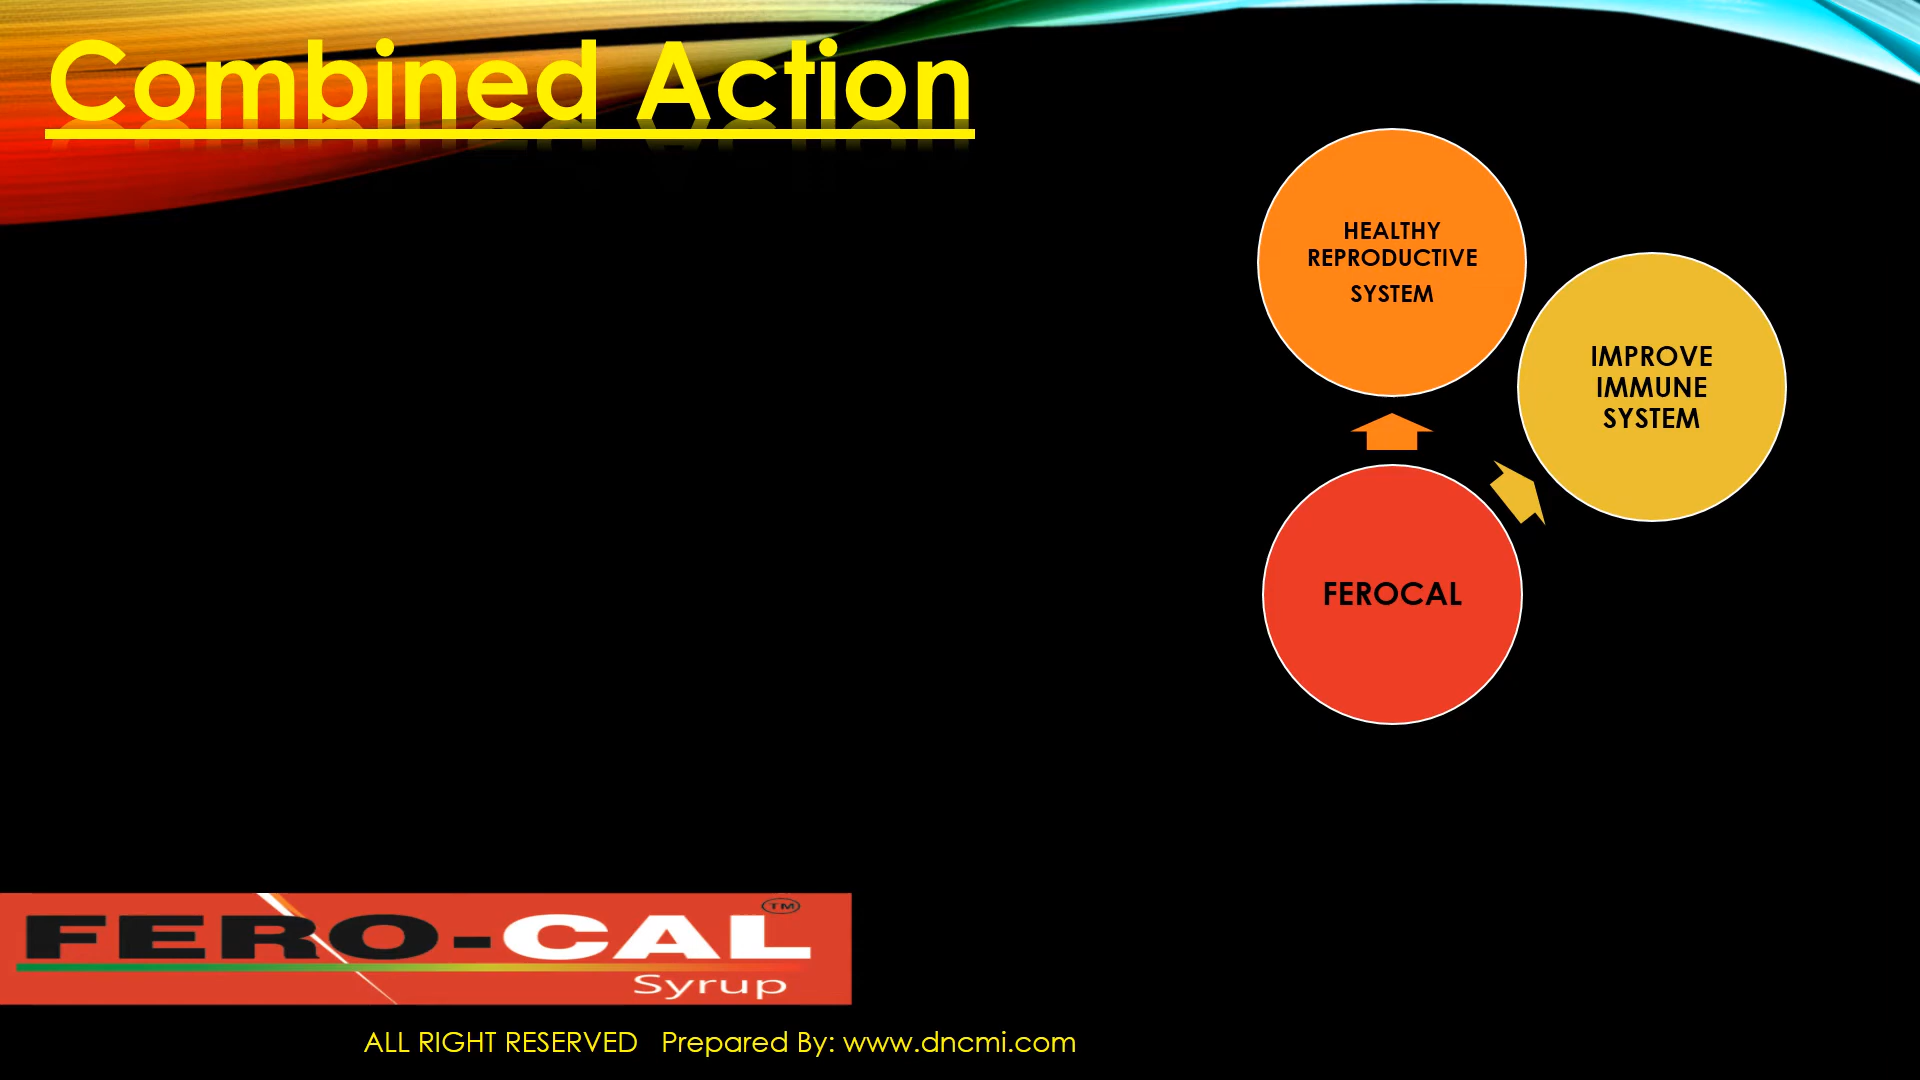 Combined Action
HEALTHY
REPRODUCTIVE
SYSTEM
IMPROVE
IMMUNE
SYSTEM
FEROCAL
FERO-CAL TM
Syrup
ALL RIGHT RESERVED   Prepared By: www.dncmi.com